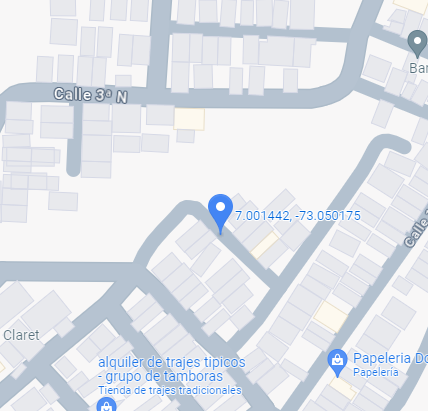 Bar
Calle 3ª N
7.001442, -73.050175
Calle
Claret
alquiler de trajes tipicos
- grupo de tamboras
Tienda de trajes tradicionales
Papelería Do
Papelería